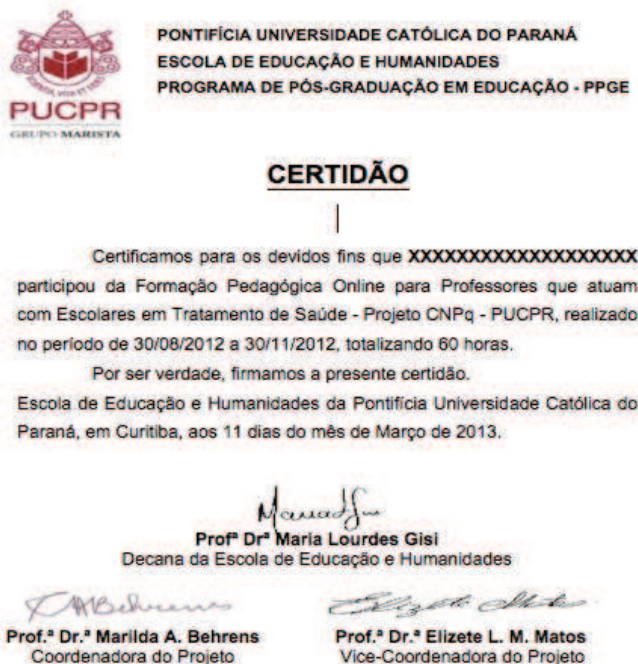 PONTIFÍCIA UNIVERSIDADE CATÓLICA DO PARANÁ
ESCOLA DE EDUCAÇÃO E HUMANIDADES
PROGRAMA DE PÓS-GRADUAÇÃO EM EDUCAÇÃO - PPGE
PUCPR
GRUPO MARISTA
CERTIDÃO
Certificamos para os devidos fins que XXXXXXXXXXXXXXXXXXX
participou da Formação Pedagógica Online para Professores que atuam
com Escolares em Tratamento de Saúde - Projeto CNPq - PUCPR, realizado
no período de 30/08/2012 a 30/11/2012, totalizando 60 horas.
Por ser verdade, firmamos a presente certidão.
Escola de Educação e Humanidades da Pontifícia Universidade Católica do
Paraná, em Curitiba, aos 11 dias do mês de Março de 2013.
Profª Drª Maria Lourdes Gisi
Decana da Escola de Educação e Humanidades
Prof.ª Dr.ª Marilda A. Behrens
Coordenadora do Projeto
Prof.ª Dr.ª Elizete L. M. Matos
Vice-Coordenadora do Projeto